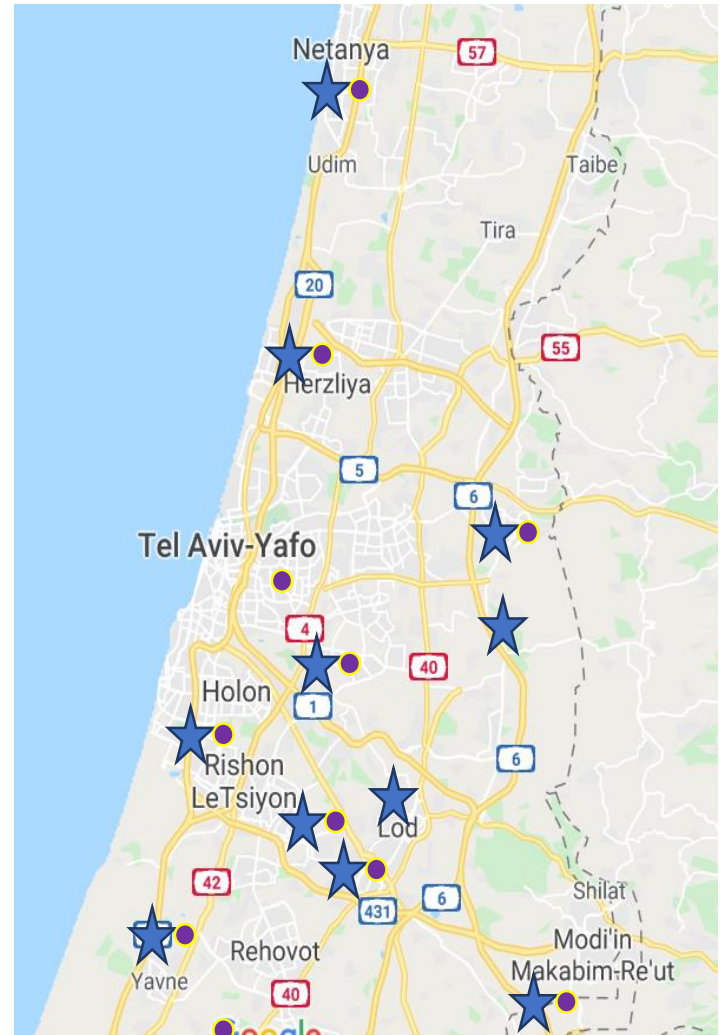 Netanya
57
Udim
Taibe
Tira
20
55
Herzliya
5
6
Tel Aviv-Yafo
4
40
Holon
1
6
Rishon
LeTsiyon
Lod
42
6
Shilat
431
Modi'in
Makabim-Re'ut
Rehovot
Yavne
40
Google